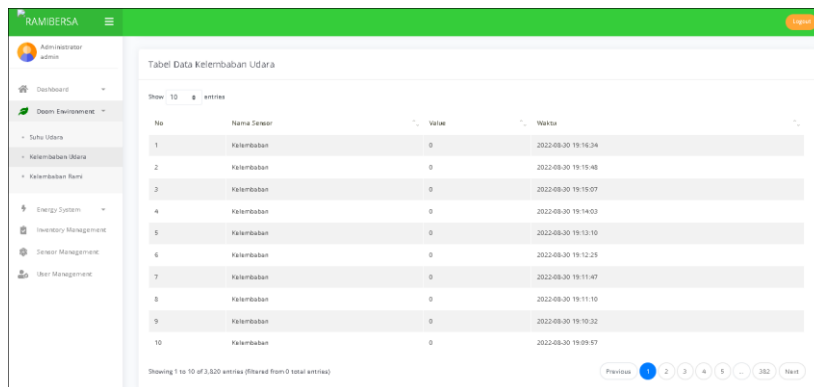 RAMIBERSA
Logout
Administrator
admin
Dashboard
Doom Environment
Suhu Udara
Kelembaban Udara
Kelembaban Rami
Energy System
Inventory Management
Sensor Management
User Management
Tabel Data Kelembaban Udara
Show 10 entries
No Nama Sensor Value Waktu
1 Kelembaban 0 2022-08-30 19:16:34
2 Kelembaban 0 2022-08-30 19:15:48
3 Kelembaban 0 2022-08-30 19:15:07
4 Kelembaban 0 2022-08-30 19:14:03
5 Kelembaban 0 2022-08-30 19:13:10
6 Kelembaban 0 2022-08-30 19:12:25
7 Kelembaban 0 2022-08-30 19:11:47
8 Kelembaban 0 2022-08-30 19:11:10
9 Kelembaban 0 2022-08-30 19:10:32
10 Kelembaban 0 2022-08-30 19:09:57
Showing 1 to 10 of 3,820 entries (filtered from 0 total entries)
Previous 1 2 3 4 5 ... 382 Next